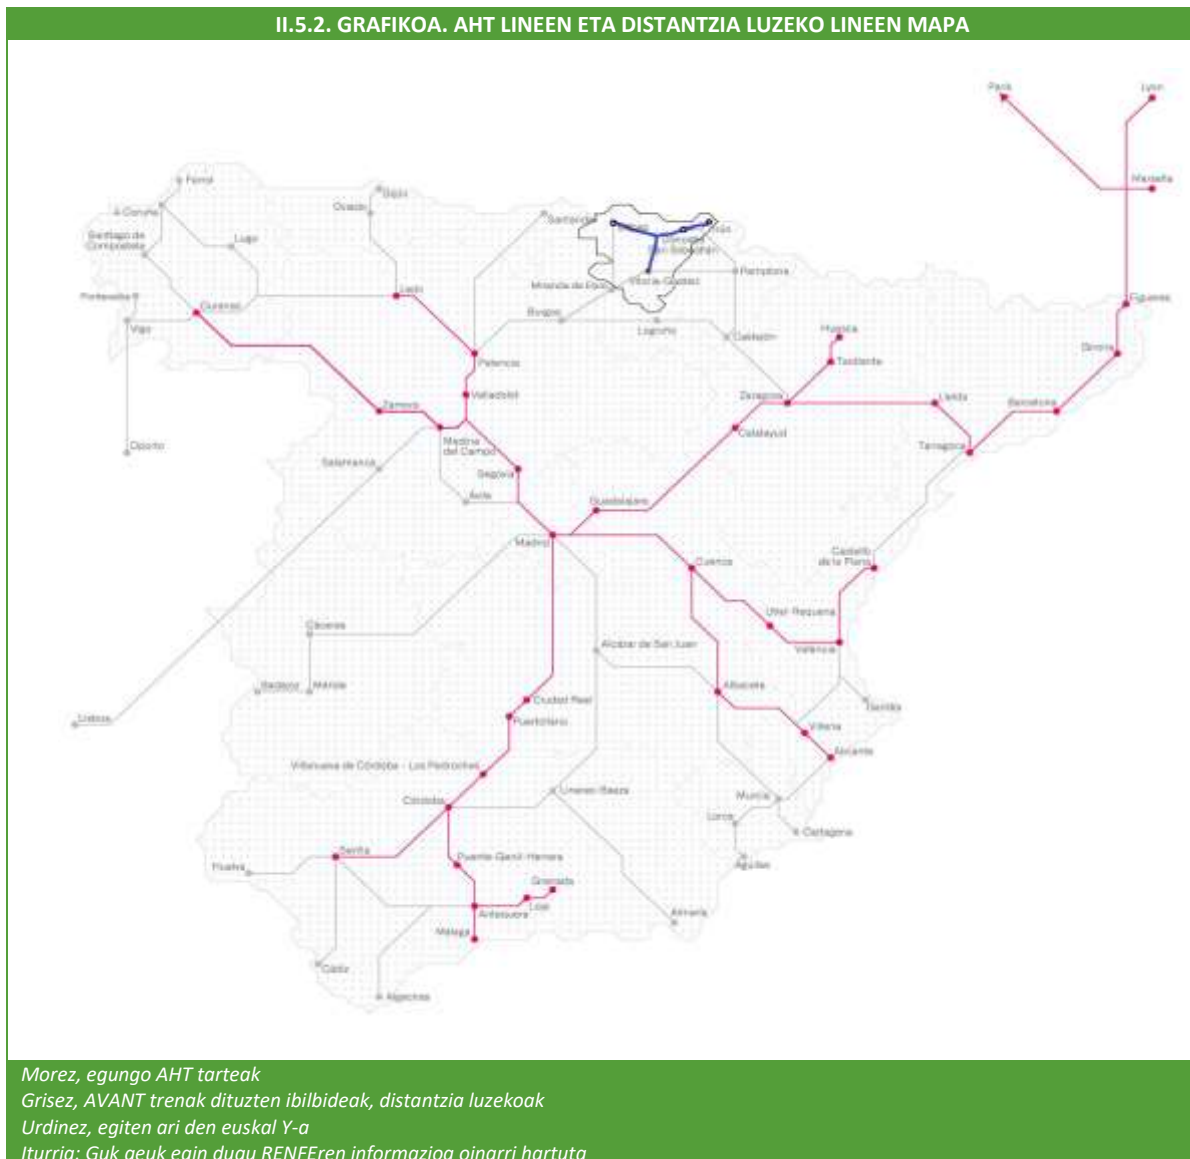 II.5.2. GRAFIKOA. AHT LINEEN ETA DISTANTZIA LUZEKO LINEEN MAPA
París
Lyon
Marsella
Ferrol
A Coruña
Gijón
Oviedo
Santander
Irún
Santiago de
Compostela
Lugo
San Sebastián
León
Miranda de Ebro
Vitoria-Gasteiz
Pamplona
Pontevedra
Ourense
Vigo
Burgos
Logroño
Castejón
Huesca
Figueres
Palencia
Tardienta
Girona
Valladolid
Zaragoza
Lleida
Barcelona
Zamora
Oporto
Medina
del Campo
Calatayud
Tarragona
Salamanca
Segovia
Ávila
Guadalajara
Madrid
Cuenca
Castelló
de la Plana
Cáceres
Utiel-Requena
València
Alcázar de San Juan
Badajoz
Mérida
Albacete
Ciudad Real
Gandía
Lisboa
Puertollano
Villena
Alicante
Villanueva de Córdoba - Los Pedroches
Linares-Baeza
Murcia
Córdoba
Lorca
Cartagena
Sevilla
Puente Genil-Herrera
Águilas
Huelva
Granada
Loja
Antequera
Almería
Málaga
Cádiz
Algeciras
Morez, egungo AHT tarteak
Grisez, AVANT trenak dituzten ibilbideak, distantzia luzekoak
Urdinez, egiten ari den euskal Y-a
Iturria: Guk geuk egin dugu RENFEren informazioa oinarri hartuta